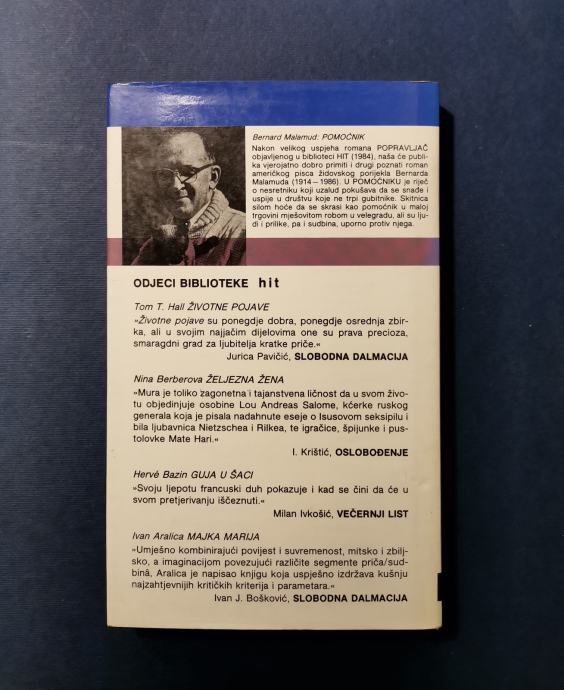 Bernard Malamud: POMOĆNIK
Nakon velikog uspjeha romana POPRAVLJAČ
objavljenog u biblioteci HIT (1984), naša će publi-
ka vjerojatno dobro primiti i drugi poznati roman
američkog pisca židovskog porijekla Bernarda
Malamuda (1914 – 1986). U POMOĆNIKU je riječ
o nesretniku koji uzalud pokušava da se snađe i
uspije u društvu koje ne trpi gubitnike. Skitnica
silom hoće da se skrasi kao pomoćnik u maloj
trgovini mješovitom robom u velegradu, ali su lju-
di i prilike, pa i sudbina, uporno protiv njega.
ODJECI BIBLIOTEKE hit
Tom T. Hall ŽIVOTNE POJAVE
»Životne pojave su ponegdje dobra, ponegdje osrednja zbir-
ka, ali u svojim najjačim dijelovima one su prava precioza,
smaragdni grad za ljubitelja kratke priče.«
Jurica Pavičić, SLOBODNA DALMACIJA
Nina Berberova ŽELJEZNA ŽENA
»Mura je toliko zagonetna i tajanstvena ličnost da u svom živo-
tu objedinjuje osobine Lou Andreas Salome, kćerke ruskog
generala koja je pisala nadahnute eseje o Isusovom seksipilu i
bila ljubavnica Nietzschea i Rilkea, te igračice, špijunke i pus-
tolovke Mate Hari.«
I. Krištić, OSLOBOĐENJE
Hervé Bazin GUJA U ŠACI
»Svoju ljepotu francuski duh pokazuje i kad se čini da će u
svom pretjerivanju iščeznuti.«
Milan Ivkošić, VEČERNJI LIST
Ivan Aralica MAJKA MARIJA
»Umješno kombinirajući povijest i suvremenost, mitsko i zbilj-
sko, a imaginacijom povezujući različite segmente priča/sud-
binâ, Aralica je napisao knjigu koja uspješno izdržava kušnju
najzahtjevnijih kritičkih kriterija i parametara.«
Ivan J. Bošković, SLOBODNA DALMACIJA